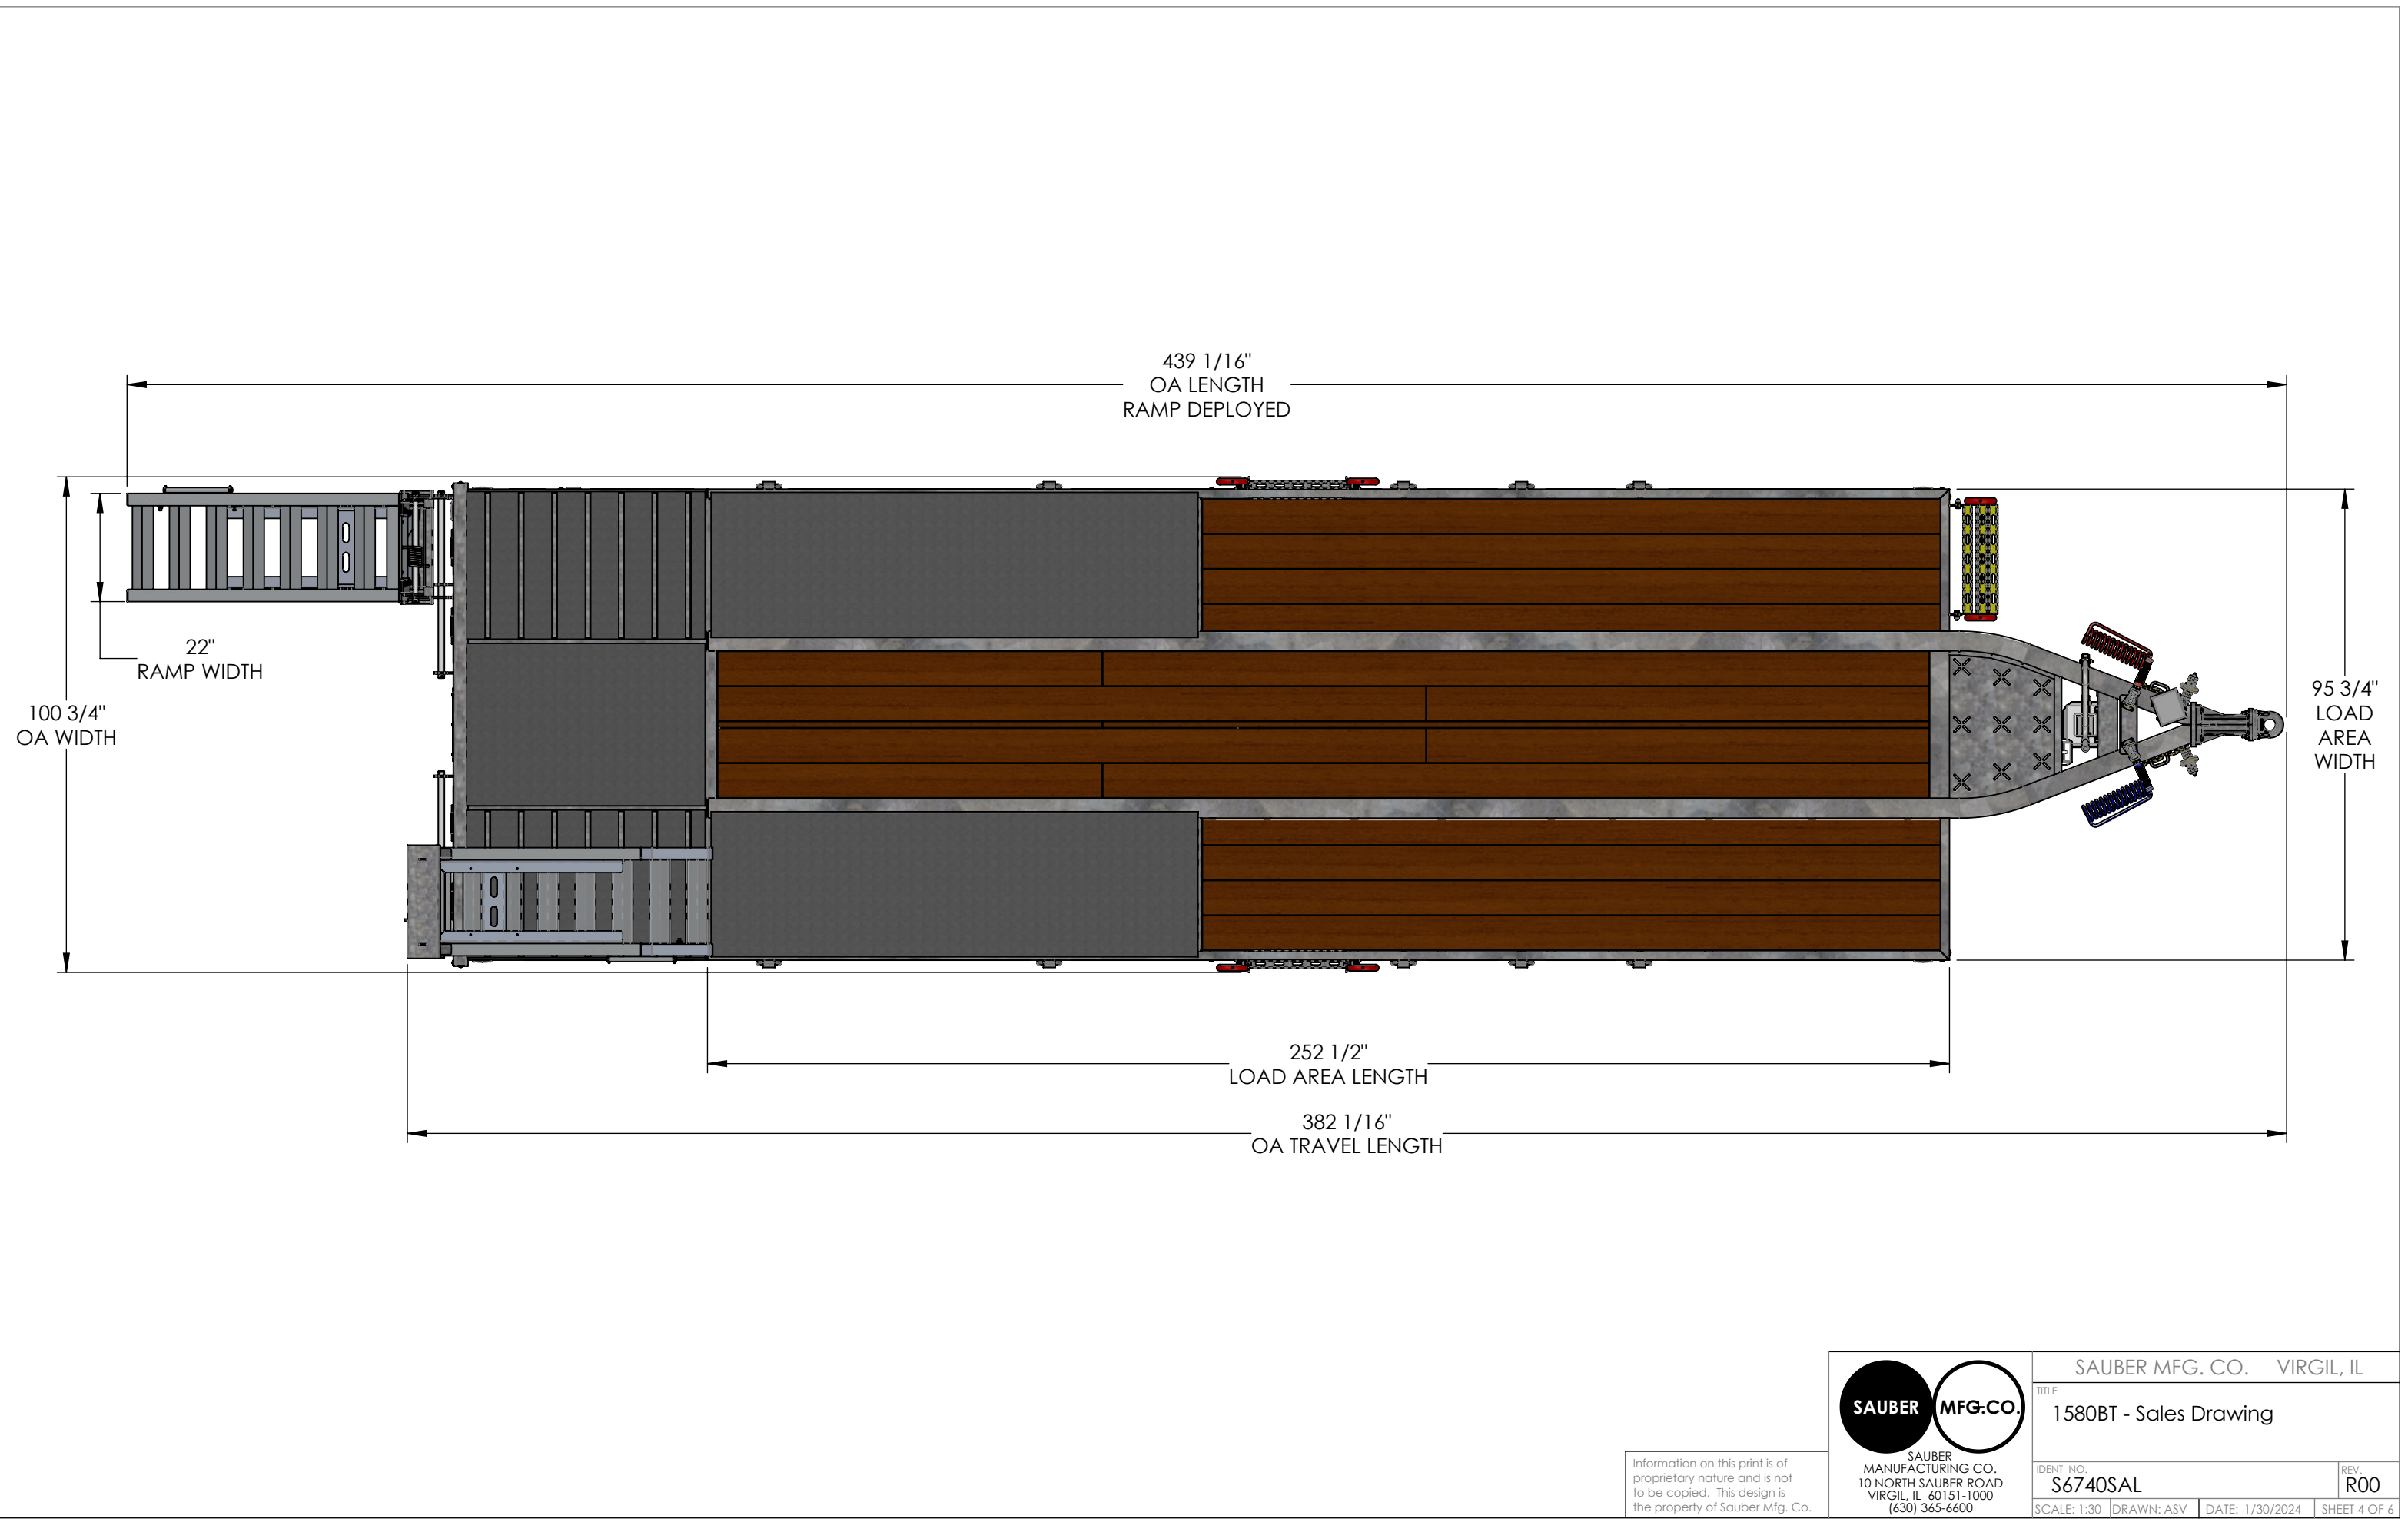 439 1/16"
OA LENGTH
RAMP DEPLOYED
22"
RAMP WIDTH
100 3/4"
OA WIDTH
95 3/4"
LOAD
AREA
WIDTH
252 1/2"
LOAD AREA LENGTH
382 1/16"
OA TRAVEL LENGTH
Information on this print is of
proprietary nature and is not
to be copied. This design is
the property of Sauber Mfg. Co.
SAUBER MFG.CO.
SAUBER
MANUFACTURING CO.
10 NORTH SAUBER ROAD
VIRGIL, IL 60151-1000
(630) 365-6600
SAUBER MFG. CO. VIRGIL, IL
TITLE
1580BT - Sales Drawing
IDENT NO.
S6740SAL
REV.
R00
SCALE: 1:30 DRAWN: ASV DATE: 1/30/2024 SHEET 4 OF 6